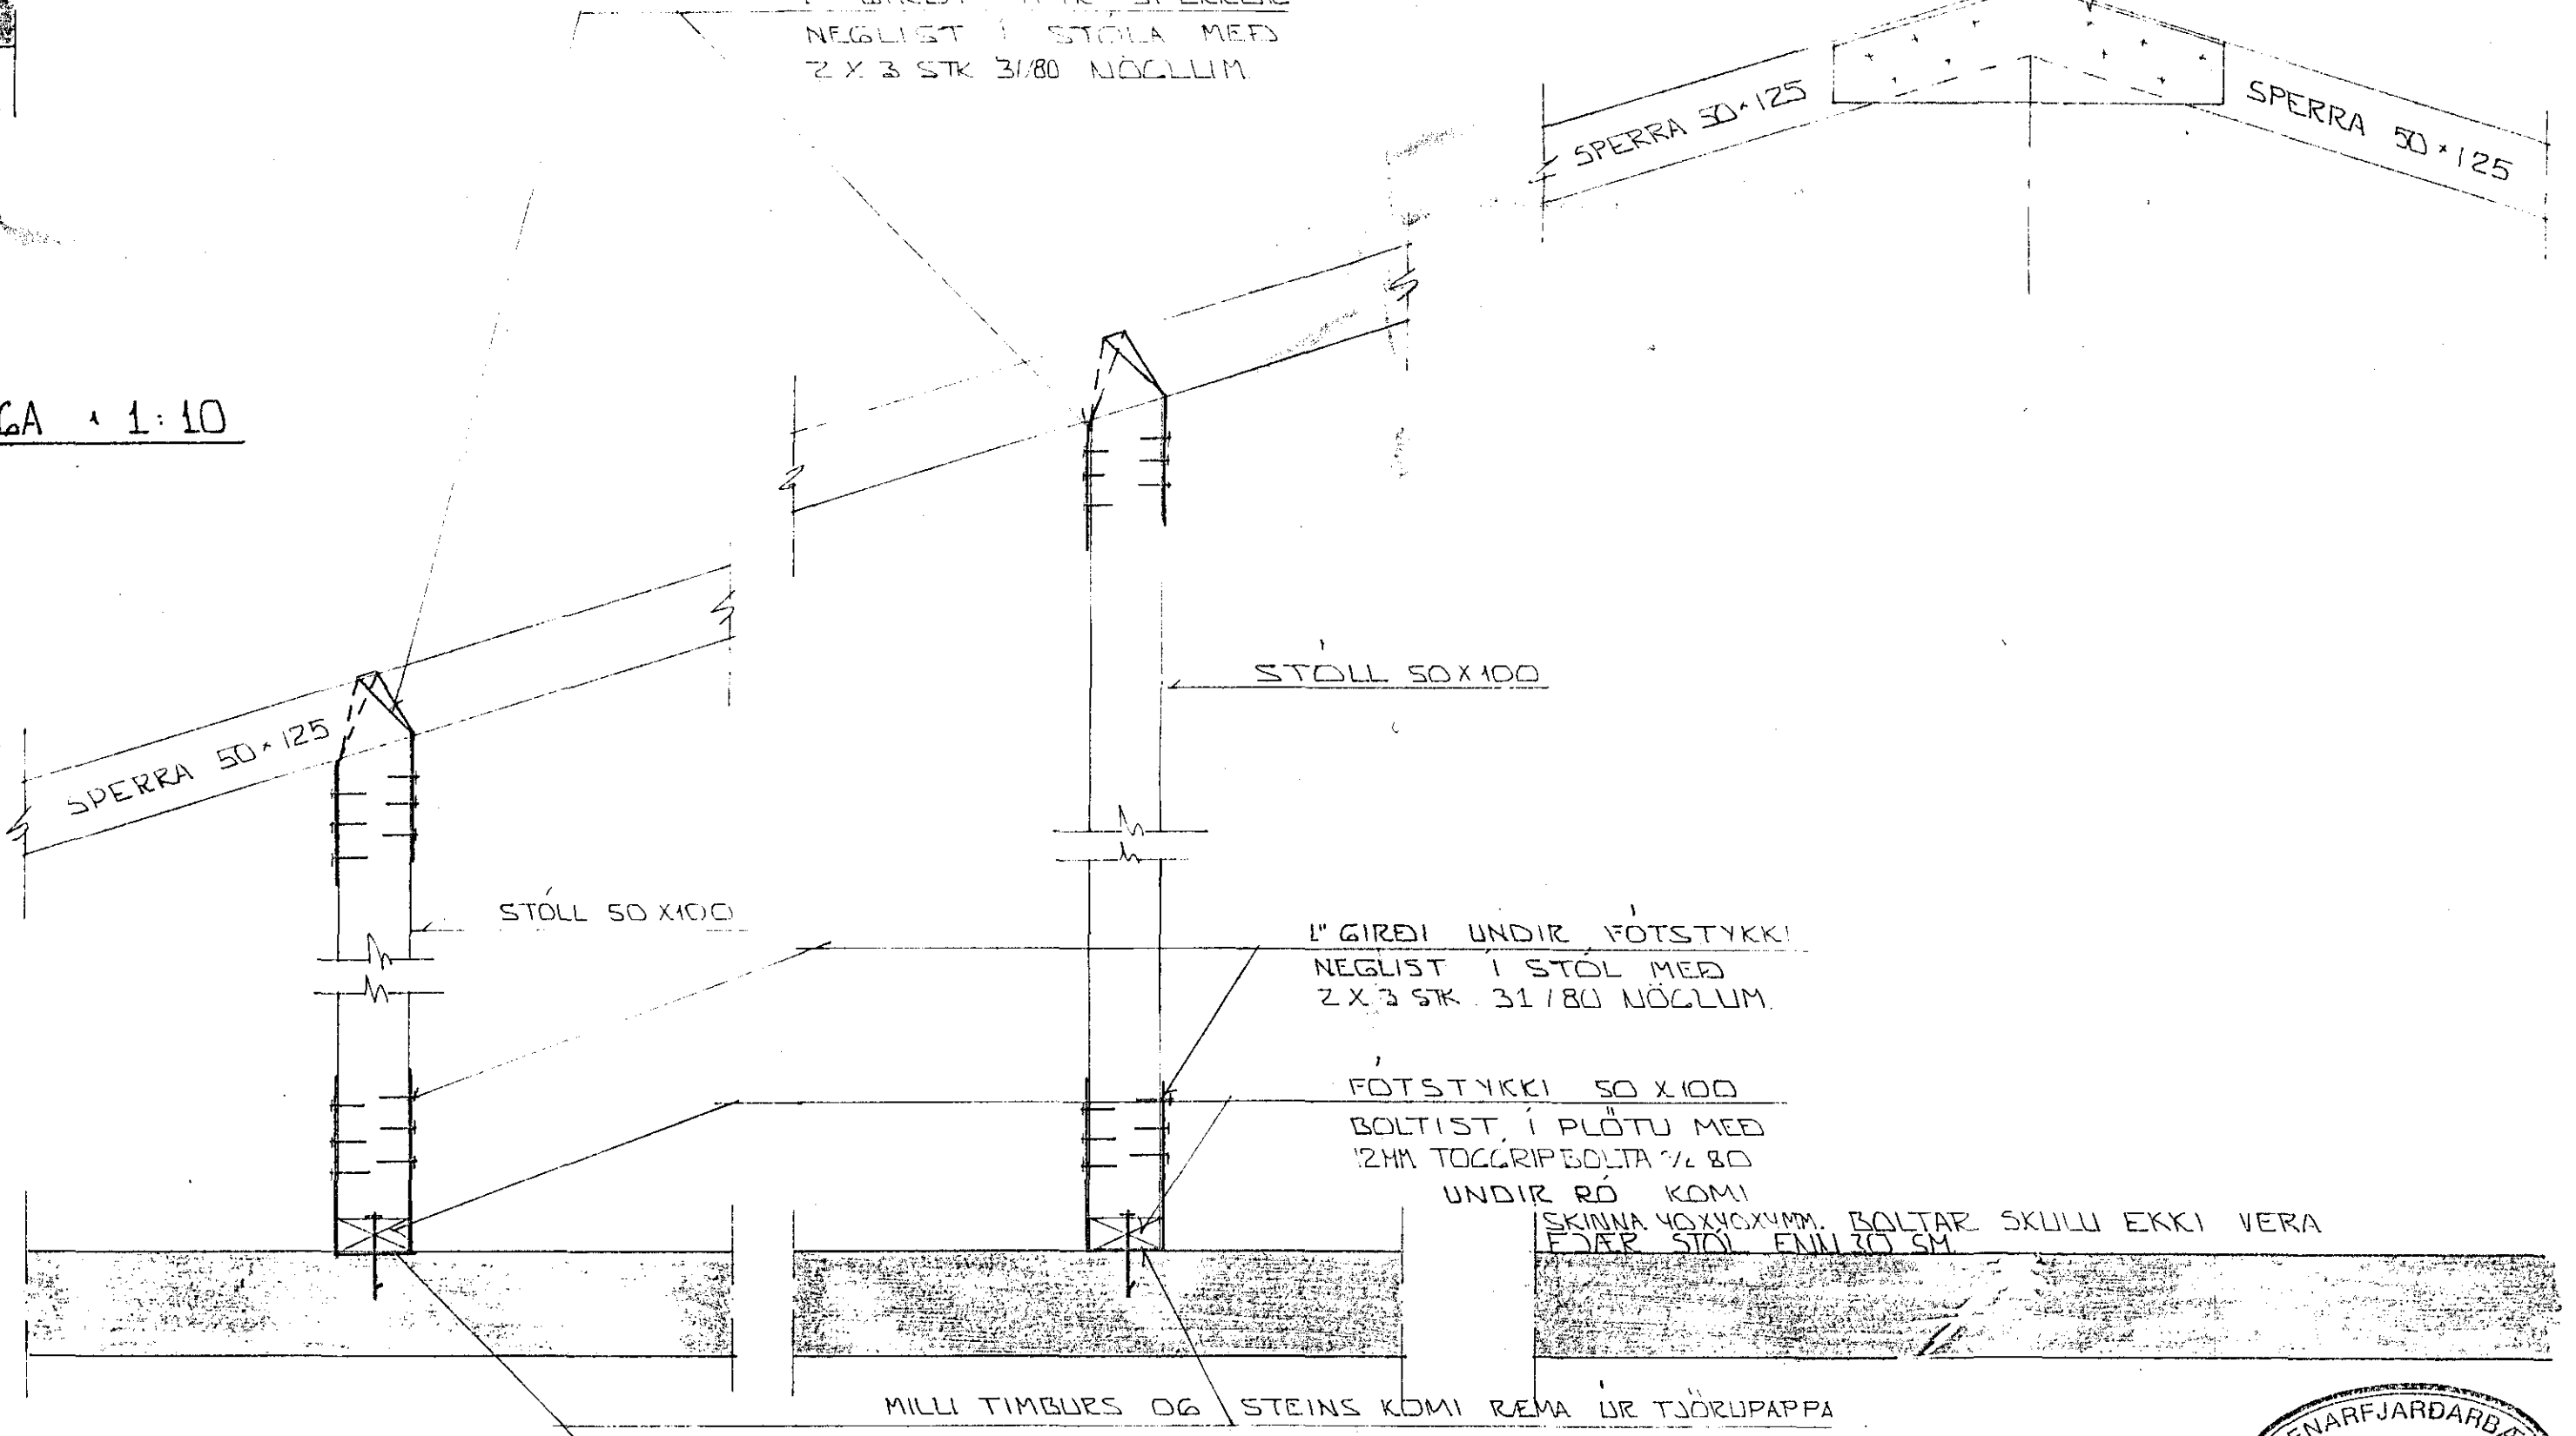 NEGLIST Í STÓLA MEÐ
2 X 3 STK 31/80 NÖGLUM
SPERRA 50×125
SPERRA 50×125
GA · 1:10
STÓLL 50X100
SPERRA 50×125
STÓLL 50X100
1" GIRÐI UNDIR FÓTSTYKKI
NEGLIST Í STÓL MEÐ
2 X 3 STK. 31/80 NÖGLUM.
FÓTSTYKKI 50 X 100
BOLTIST Í PLÖTU MEÐ
12MM TOGGRIPBOLTA C/C 80
UNDIR RÓ KOMI
SKINNA 40X40X4MM. BOLTAR SKULU EKKI VERA
FJÆR STÓL ENN 30 SM
MILLI TIMBURS OG STEINS KOMI RÆMA ÚR TJÖRUPAPPA